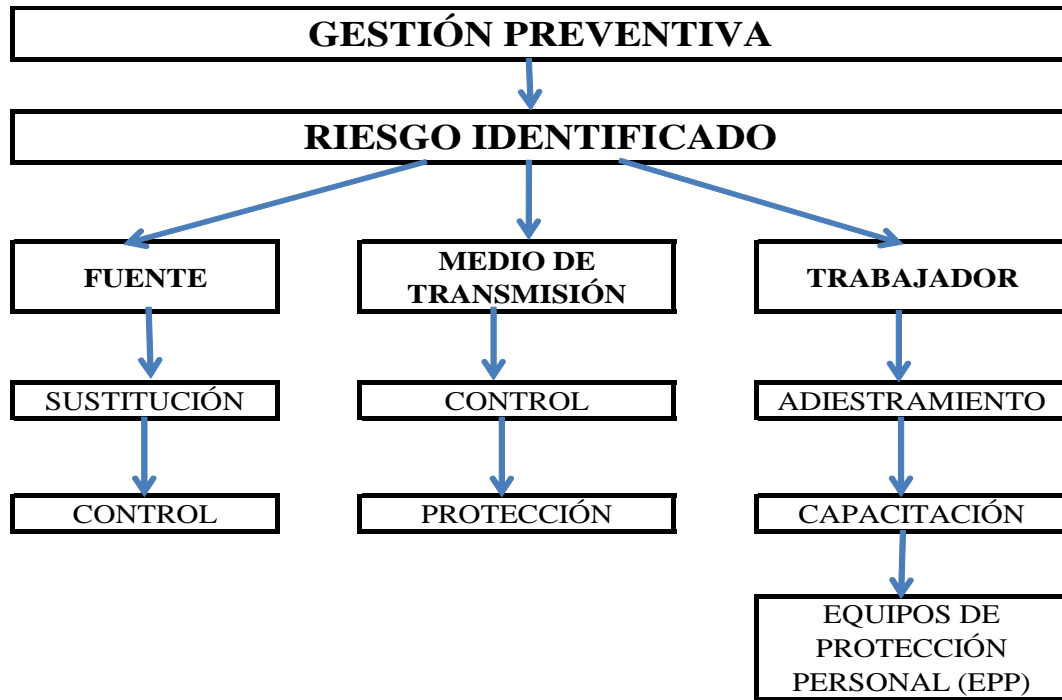 GESTIÓN PREVENTIVA
RIESGO IDENTIFICADO
FUENTE
MEDIO DE
TRANSMISIÓN
TRABAJADOR
SUSTITUCIÓN
CONTROL
ADIESTRAMIENTO
CONTROL
PROTECCIÓN
CAPACITACIÓN
EQUIPOS DE
PROTECCIÓN
PERSONAL (EPP)